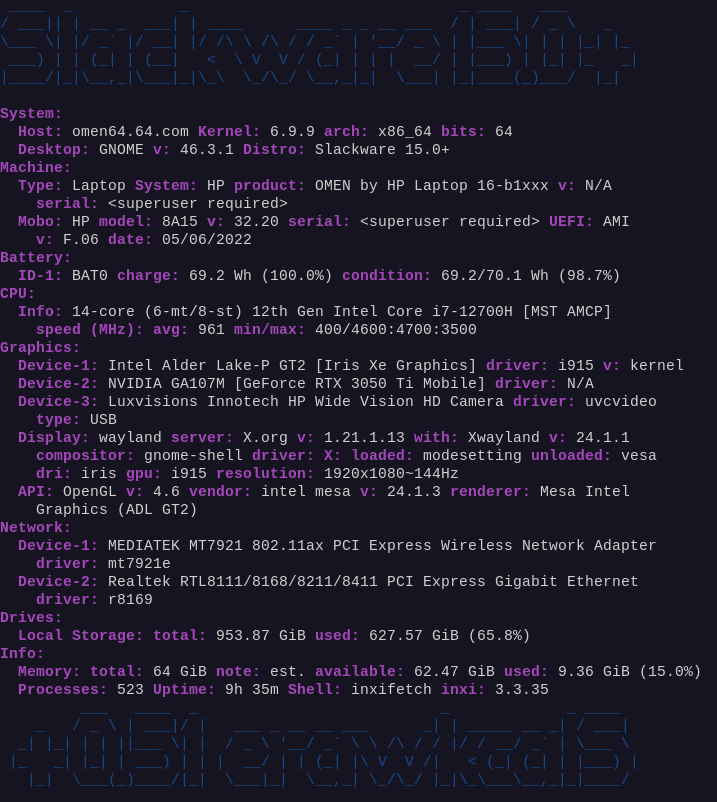 Slackware15.0+
System:
Host: omen64.64.com Kernel: 6.9.9 arch: x86_64 bits: 64
Desktop: GNOME v: 46.3.1 Distro: Slackware 15.0+
Machine:
Type: Laptop System: HP product: OMEN by HP Laptop 16-b1xxx v: N/A
serial: <superuser required>
Mobo: HP model: 8A15 v: 32.20 serial: <superuser required> UEFI: AMI
v: F.06 date: 05/06/2022
Battery:
ID-1: BAT0 charge: 69.2 Wh (100.0%) condition: 69.2/70.1 Wh (98.7%)
CPU:
Info: 14-core (6-mt/8-st) 12th Gen Intel Core i7-12700H [MST AMCP]
speed (MHz): avg: 961 min/max: 400/4600:4700:3500
Graphics:
Device-1: Intel Alder Lake-P GT2 [Iris Xe Graphics] driver: i915 v: kernel
Device-2: NVIDIA GA107M [GeForce RTX 3050 Ti Mobile] driver: N/A
Device-3: Luxvisions Innotech HP Wide Vision HD Camera driver: uvcvideo
type: USB
Display: wayland server: X.org v: 1.21.1.13 with: Xwayland v: 24.1.1
compositor: gnome-shell driver: X: loaded: modesetting unloaded: vesa
dri: iris gpu: i915 resolution: 1920x1080~144Hz
API: OpenGL v: 4.6 vendor: intel mesa v: 24.1.3 renderer: Mesa Intel
Graphics (ADL GT2)
Network:
Device-1: MEDIATEK MT7921 802.11ax PCI Express Wireless Network Adapter
driver: mt7921e
Device-2: Realtek RTL8111/8168/8211/8411 PCI Express Gigabit Ethernet
driver: r8169
Drives:
Local Storage: total: 953.87 GiB used: 627.57 GiB (65.8%)
Info:
Memory: total: 64 GiB note: est. available: 62.47 GiB used: 9.36 GiB (15.0%)
Processes: 523 Uptime: 9h 35m Shell: inxifetch inxi: 3.3.35
+0.51erawkcalS